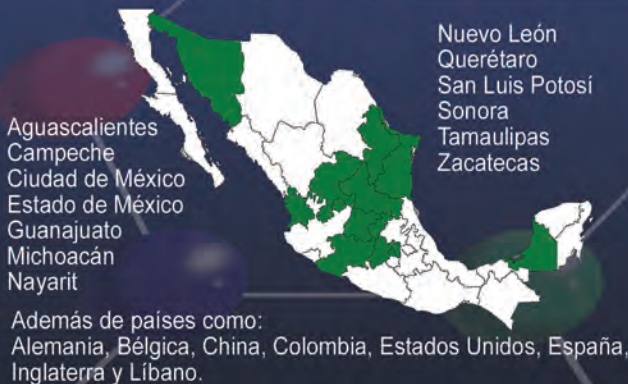 Nuevo León
Querétaro
San Luis Potosí
Sonora
Tamaulipas
Zacatecas
Aguascalientes
Campeche
Ciudad de México
Estado de México
Guanajuato
Michoacán
Nayarit
Además de países como:
Alemania, Bélgica, China, Colombia, Estados Unidos, España,
Inglaterra y Líbano.